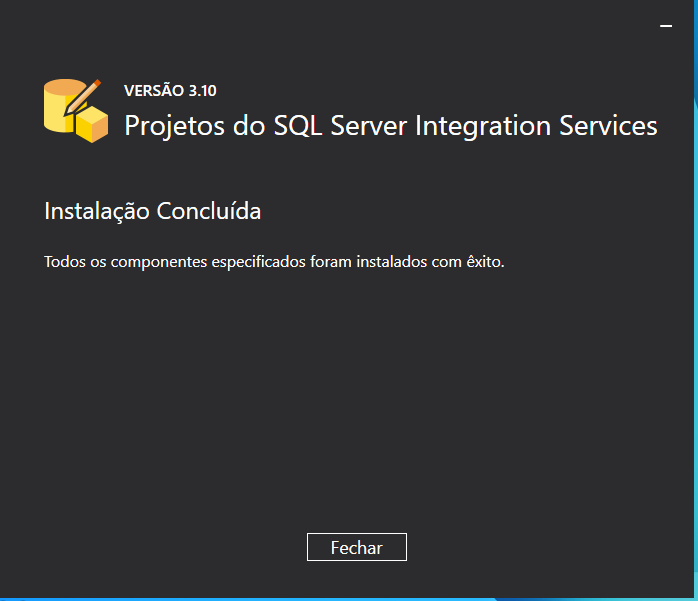 VERSÃO 3.10
Projetos do SQL Server Integration Services
Instalação Concluída
Todos os componentes especificados foram instalados com êxito.
Fechar